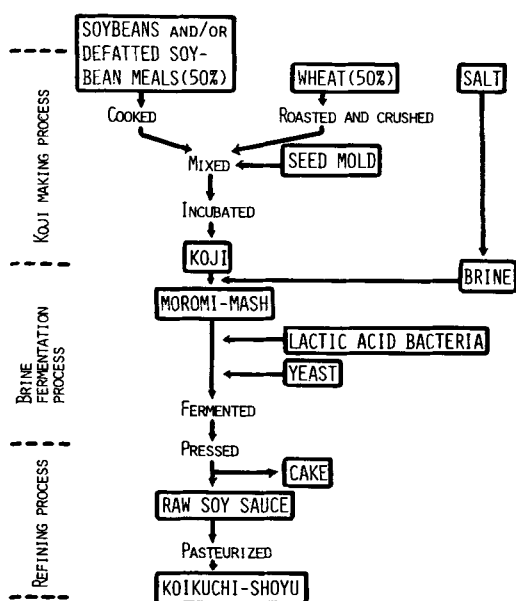 SOYBEANS AND/OR
DEFATTED SOY-
BEAN MEALS(50%)
WHEAT(50%)
SALT
COOKED
ROASTED AND CRUSHED
MIXED
SEED MOLD
INCUBATED
KOJI
BRINE
MOROMI-MASH
LACTIC ACID BACTERIA
YEAST
FERMENTED
PRESSED
CAKE
RAW SOY SAUCE
PASTEURIZED
KOIKUCHI-SHOYU
KOJI MAKING PROCESS
BRINE
FERMENTATION
PROCESS
REFINING PROCESS